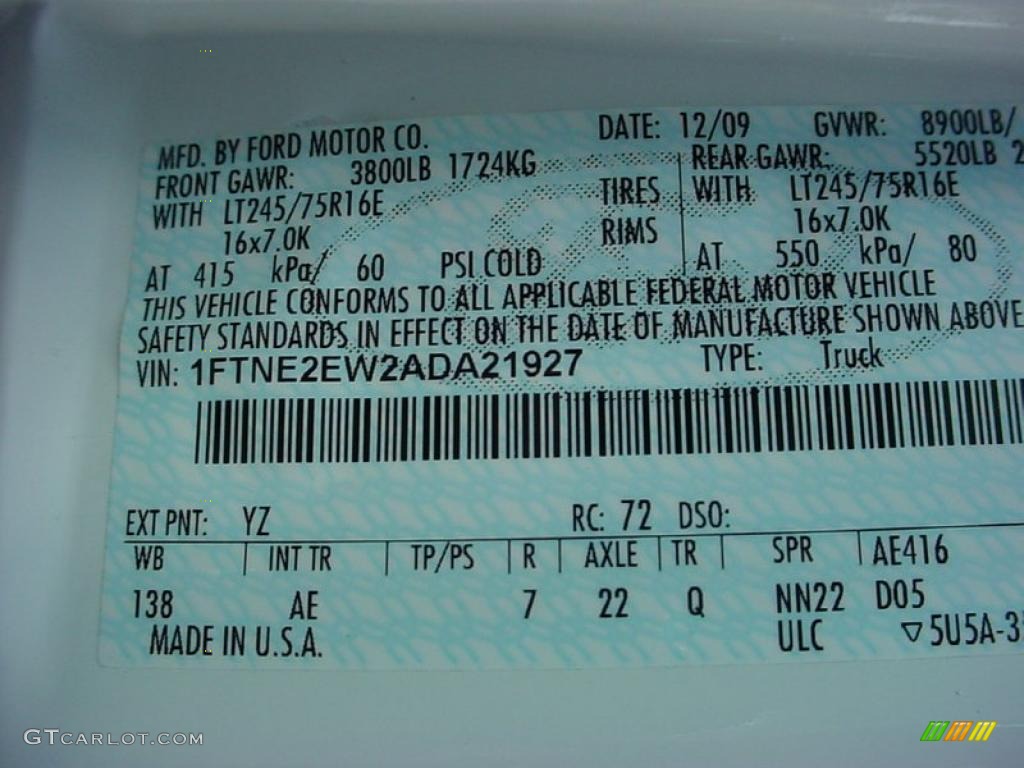 MFD. BY FORD MOTOR CO. DATE: 12/09 GVWR: 8900LB/
FRONT GAWR: 3800LB 1724KG REAR GAWR: 5520LB 2
WITH LT245/75R16E TIRES WITH LT245/75R16E
16x7.0K RIMS 16x7.0K
AT 415 kPa/ 60 PSI COLD AT 550 kPa/ 80
THIS VEHICLE CONFORMS TO ALL APPLICABLE FEDERAL MOTOR VEHICLE
SAFETY STANDARDS IN EFFECT ON THE DATE OF MANUFACTURE SHOWN ABOVE
VIN: 1FTNE2EW2ADA21927 TYPE: Truck
EXT PNT: YZ RC: 72 DSO:
WB INT TR TP/PS R AXLE TR SPR AE416
138 AE 7 22 Q NN22 D05
MADE IN U.S.A. ULC ▽5U5A-3
GTCARLOT.COM